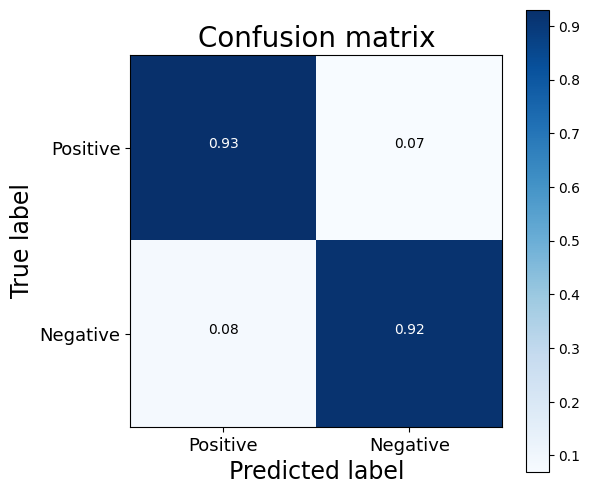 Confusion matrix
True label
Positive
0.93
0.07
Negative
0.08
0.92
Positive
Negative
Predicted label
0.9
0.8
0.7
0.6
0.5
0.4
0.3
0.2
0.1